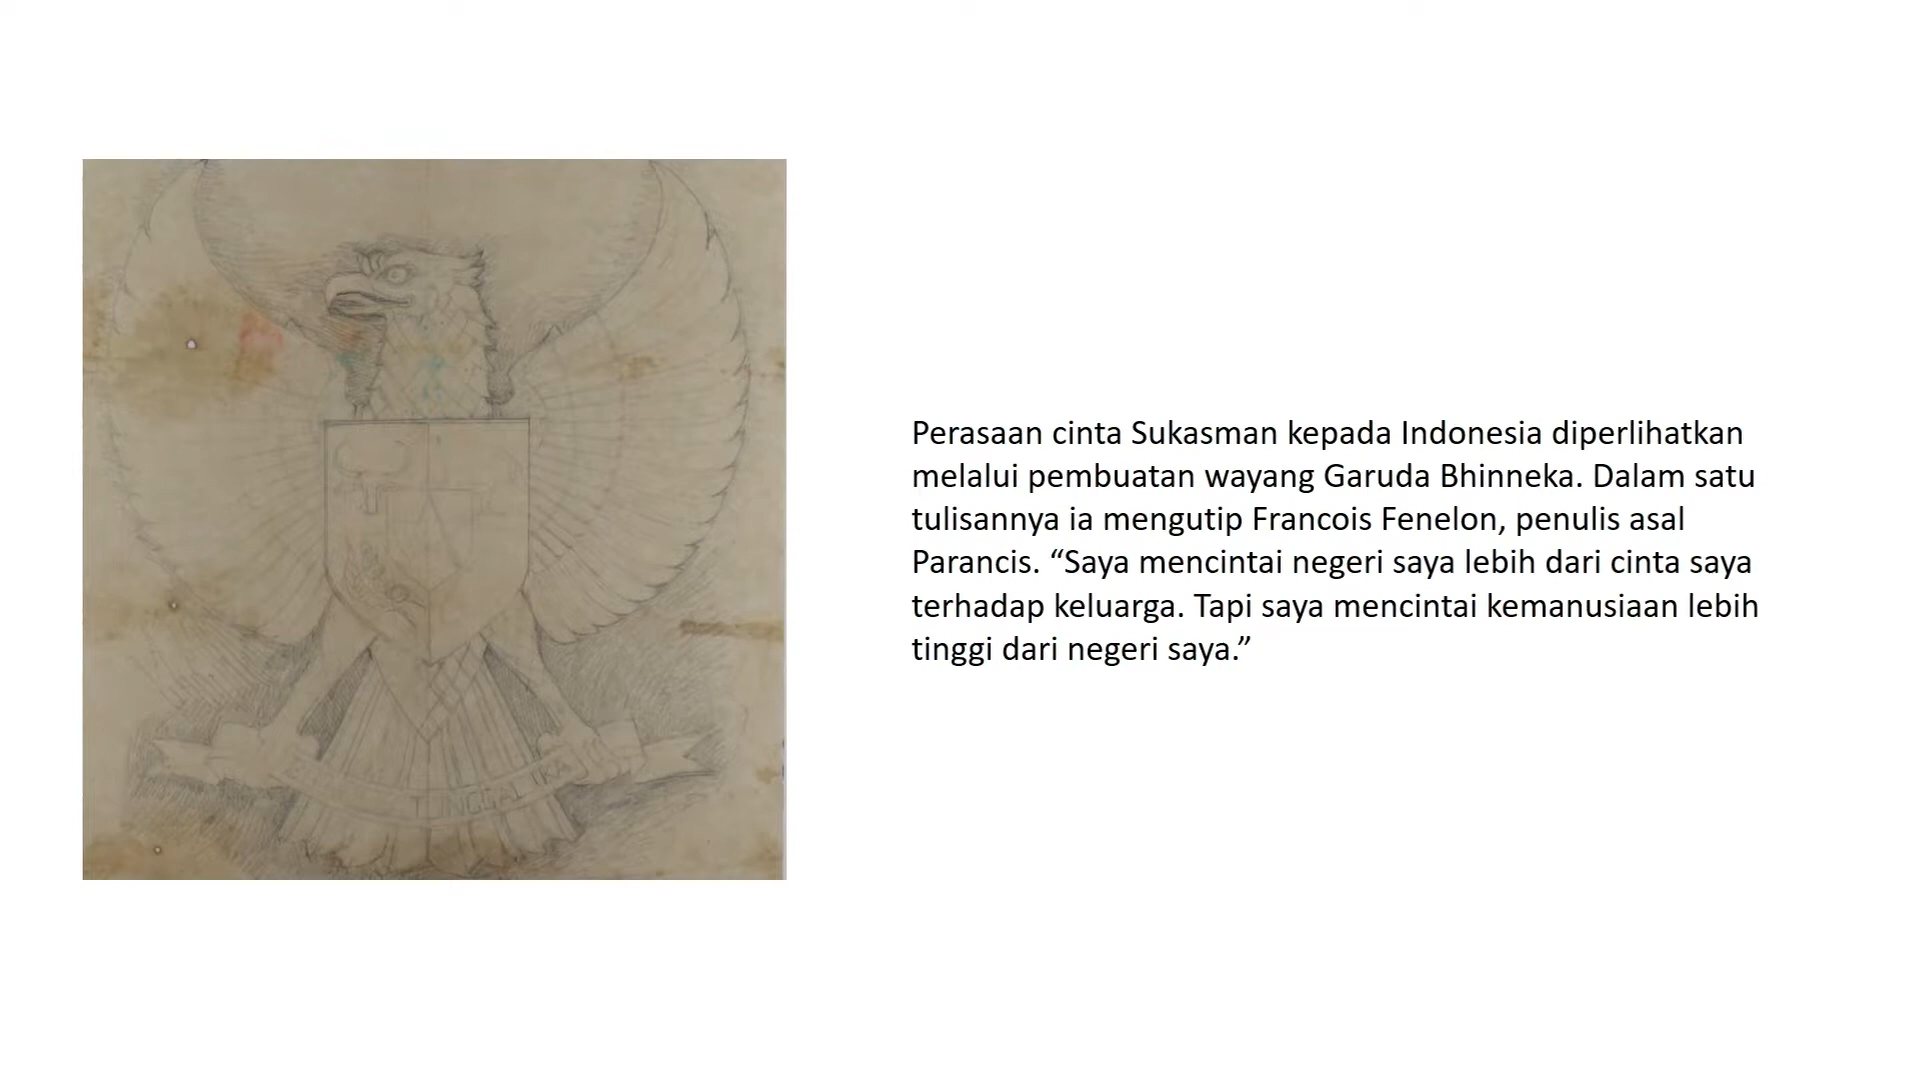 TUNGGAL IKA
Perasaan cinta Sukasman kepada Indonesia diperlihatkan
melalui pembuatan wayang Garuda Bhinneka. Dalam satu
tulisannya ia mengutip Francois Fenelon, penulis asal
Parancis. “Saya mencintai negeri saya lebih dari cinta saya
terhadap keluarga. Tapi saya mencintai kemanusiaan lebih
tinggi dari negeri saya.”